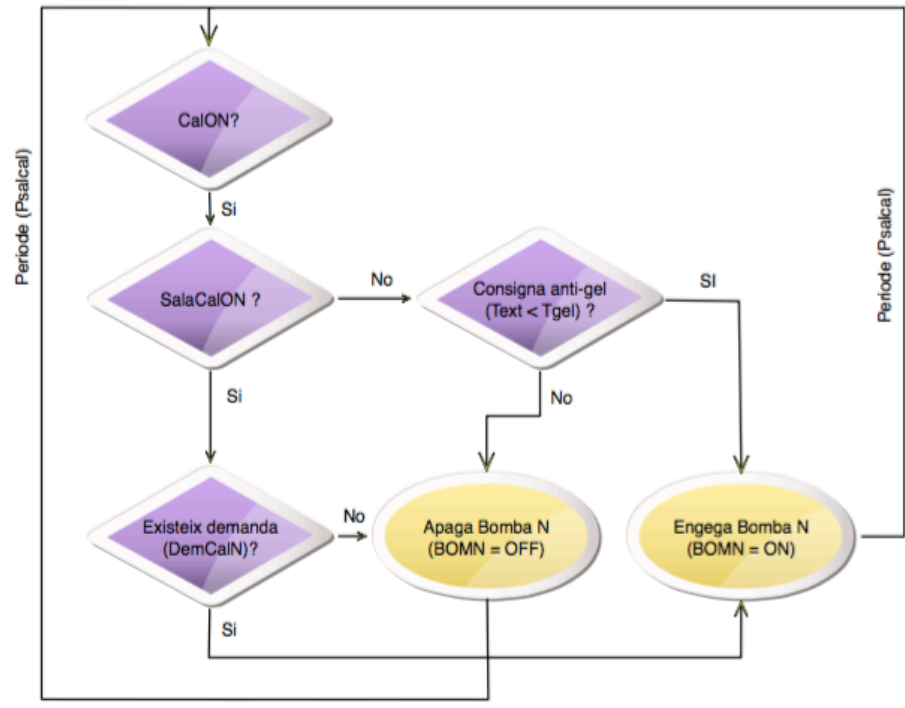 CalON?
Periode (Psalcal)
Periode (Psalcal)
Si
SalaCalON ?
No
Consigna anti-gel
(Text < Tgel) ?
SI
Si
No
Existeix demanda
(DemCalN)?
No
Apaga Bomba N
(BOMN = OFF)
Engega Bomba N
(BOMN = ON)
Si